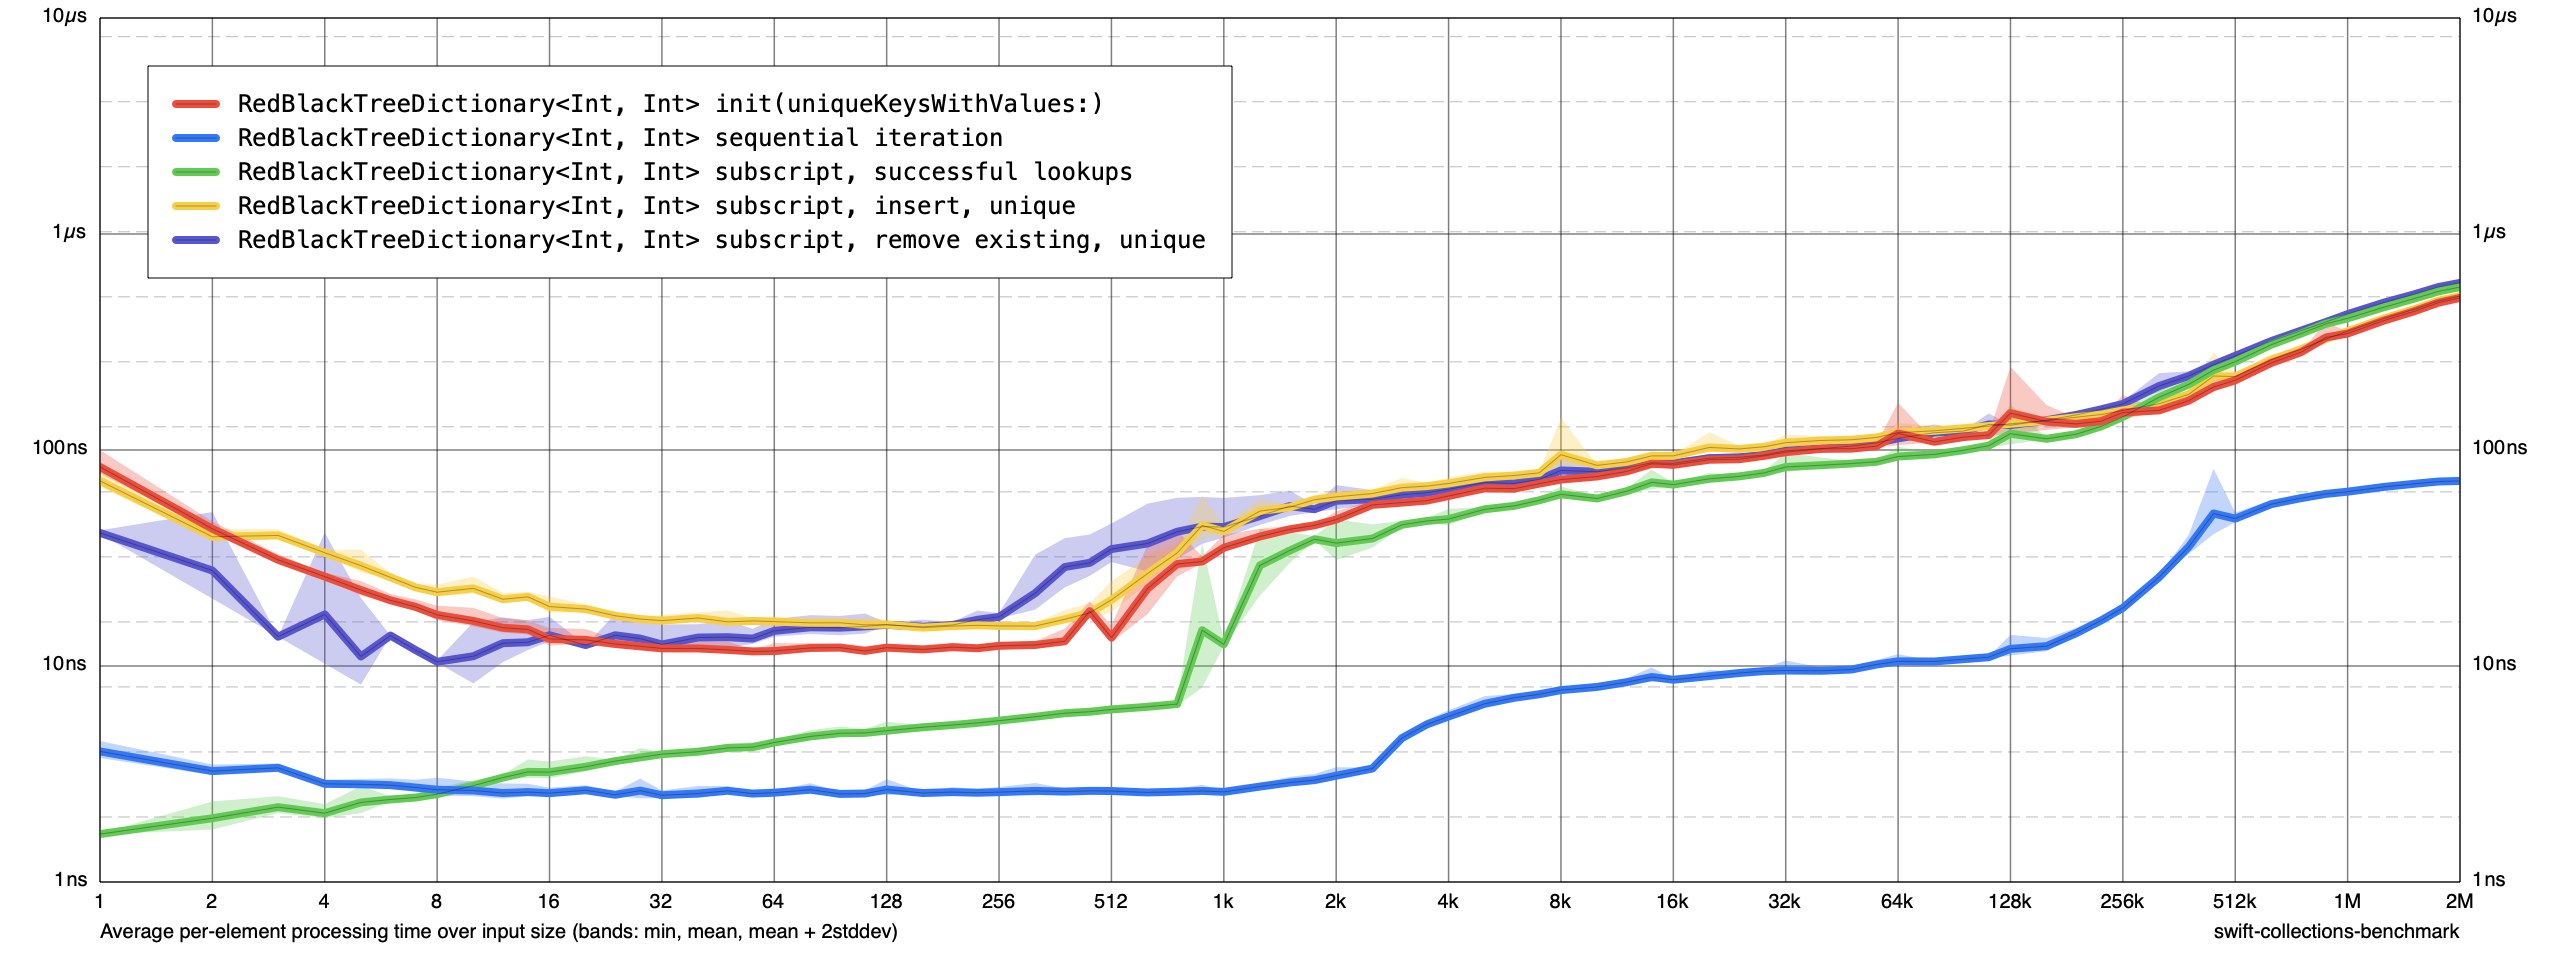 10µs
10µs
RedBlackTreeDictionary<Int, Int> init(uniqueKeysWithValues:)
RedBlackTreeDictionary<Int, Int> sequential iteration
RedBlackTreeDictionary<Int, Int> subscript, successful lookups
RedBlackTreeDictionary<Int, Int> subscript, insert, unique
RedBlackTreeDictionary<Int, Int> subscript, remove existing, unique
1µs
1µs
100ns
100ns
10ns
10ns
1ns
1ns
1 2 4 8 16 32 64 128 256 512 1k 2k 4k 8k 16k 32k 64k 128k 256k 512k 1M 2M
Average per-element processing time over input size (bands: min, mean, mean + 2stddev)
swift-collections-benchmark